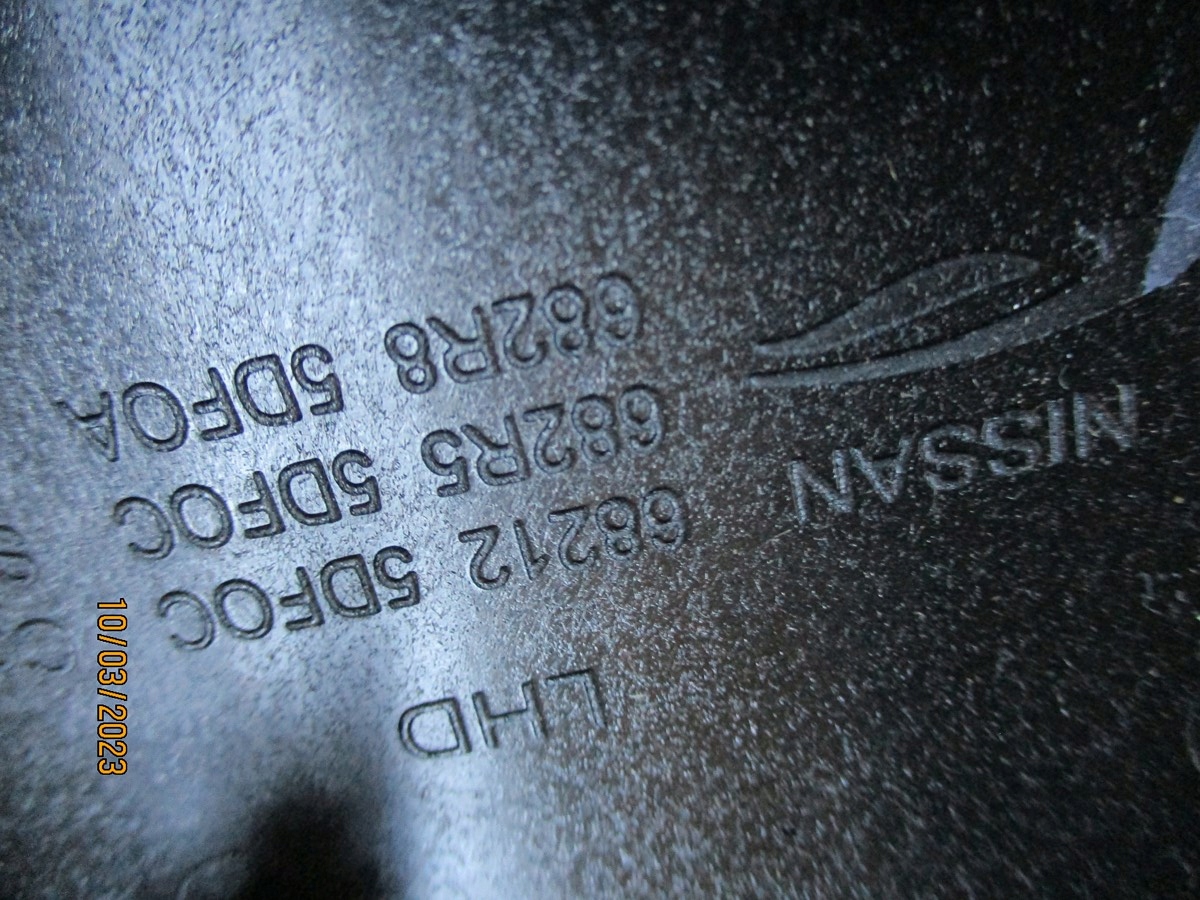 LHD
68212 5DF0C
682R5 5DF0C
682R8 5DF0A
NISSAN
10/03/2023